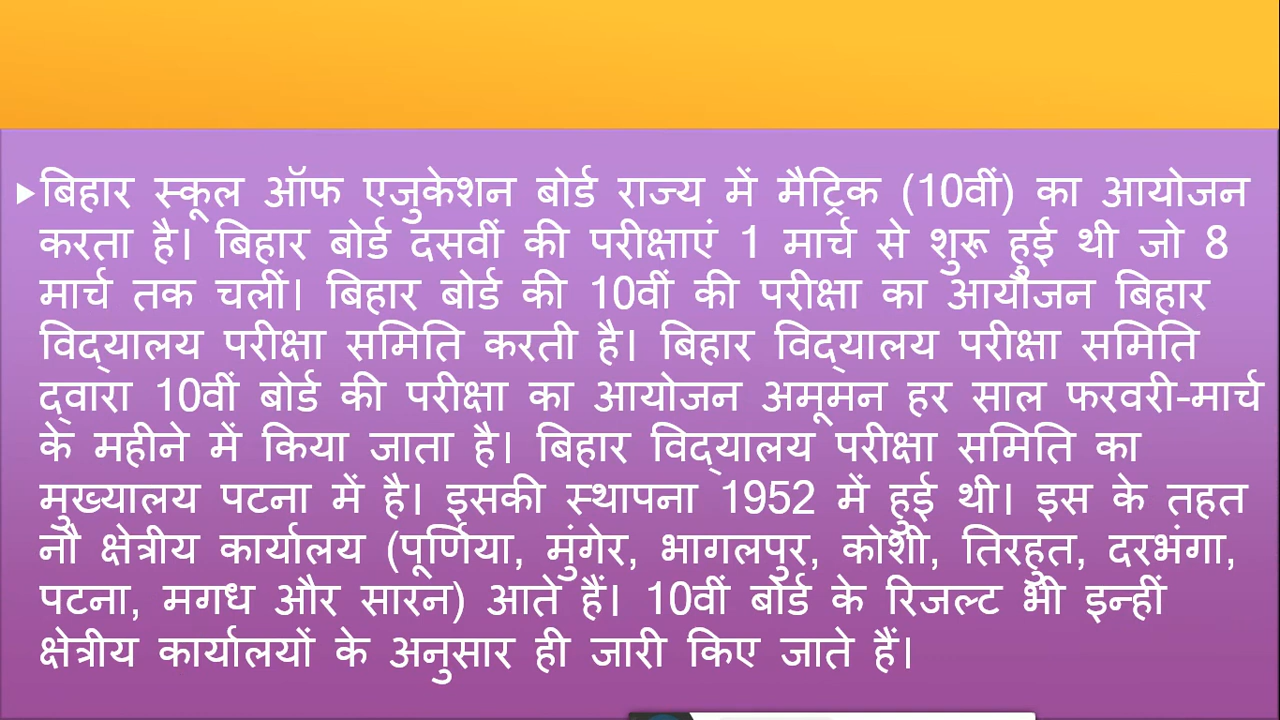 ▶बिहार स्कूल ऑफ एजुकेशन बोर्ड राज्य में मैट्रिक (10वीं) का आयोजन
करता है। बिहार बोर्ड दसवीं की परीक्षाएं 1 मार्च से शुरू हुई थी जो 8
मार्च तक चलीं। बिहार बोर्ड की 10वीं की परीक्षा का आयोजन बिहार
विद्यालय परीक्षा समिति करती है। बिहार विद्यालय परीक्षा समिति
द्वारा 10वीं बोर्ड की परीक्षा का आयोजन अमूमन हर साल फरवरी-मार्च
के महीने में किया जाता है। बिहार विद्यालय परीक्षा समिति का
मुख्यालय पटना में है। इसकी स्थापना 1952 में हुई थी। इस के तहत
नौ क्षेत्रीय कार्यालय (पूर्णिया, मुंगेर, भागलपुर, कोशी, तिरहुत, दरभंगा,
पटना, मगध और सारन) आते हैं। 10वीं बोर्ड के रिजल्ट भी इन्हीं
क्षेत्रीय कार्यालयों के अनुसार ही जारी किए जाते हैं।